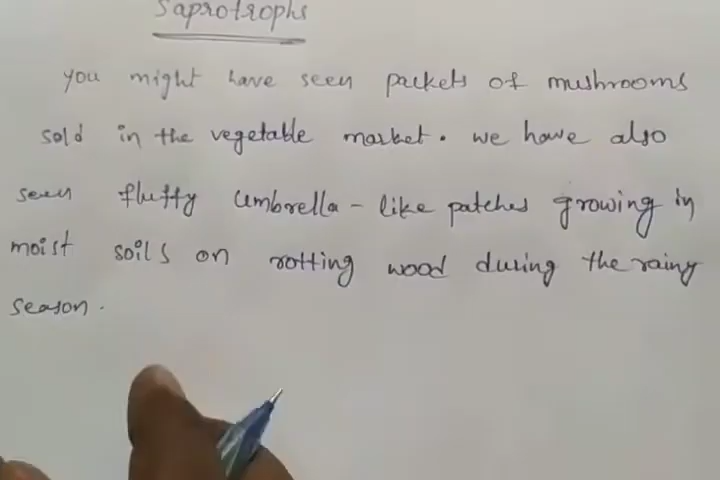 Saprotrophs
you might have seen packets of mushrooms
sold in the vegetable market. we have also
seen fluffy umbrella - like patches growing in
moist soils on rotting wood during the rainy
season.